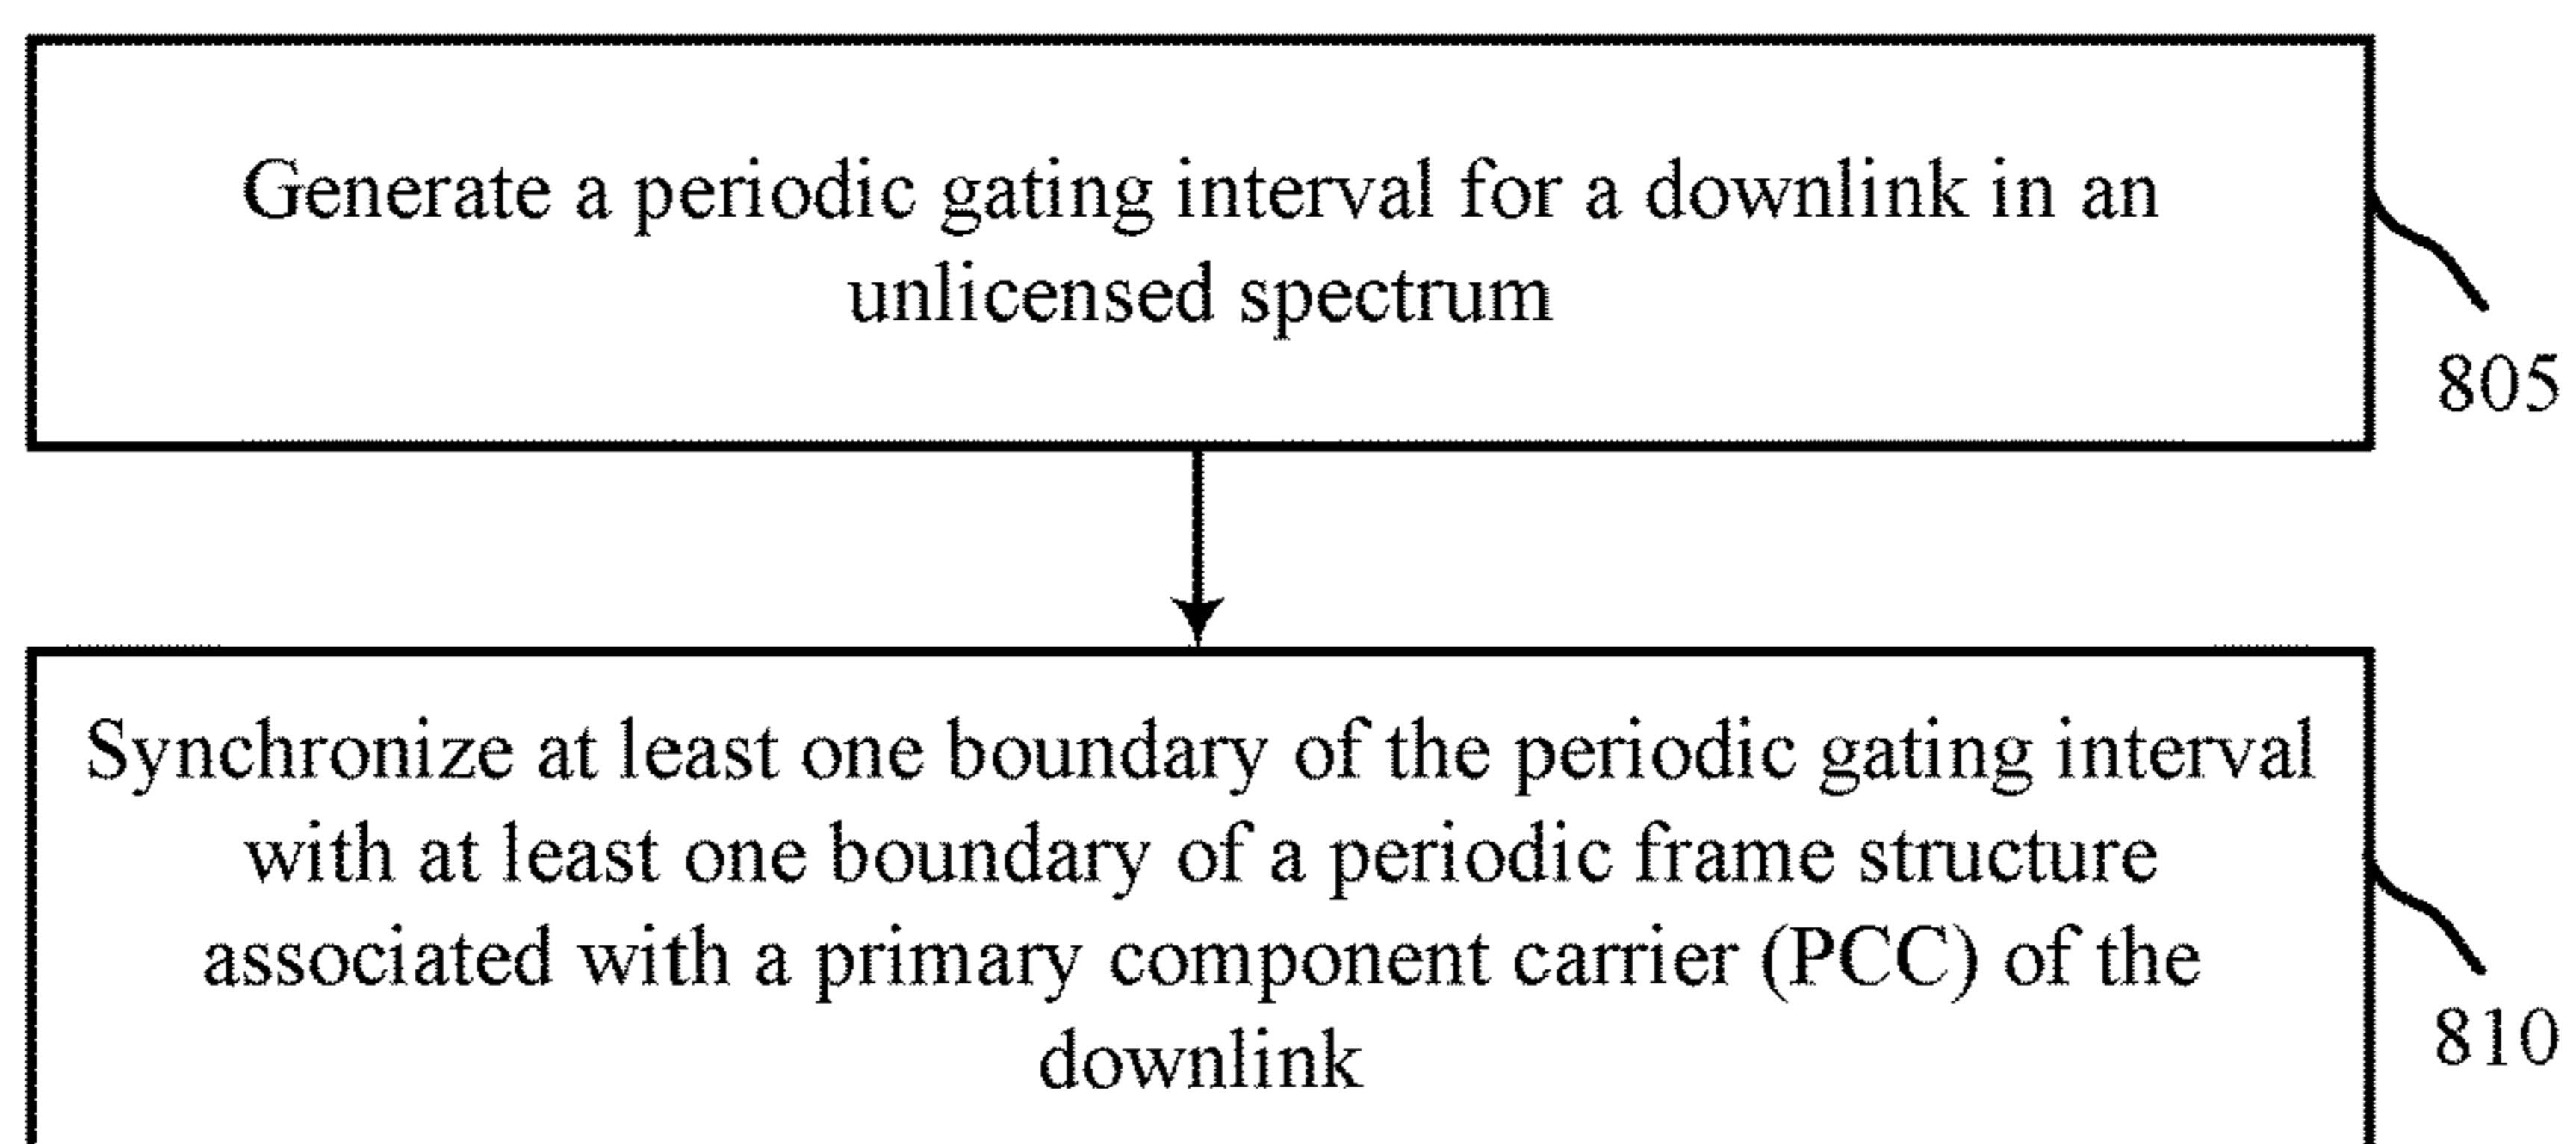 Generate a periodic gating interval for a downlink in an
unlicensed spectrum
805
Synchronize at least one boundary of the periodic gating interval
with at least one boundary of a periodic frame structure
associated with a primary component carrier (PCC) of the
downlink
810